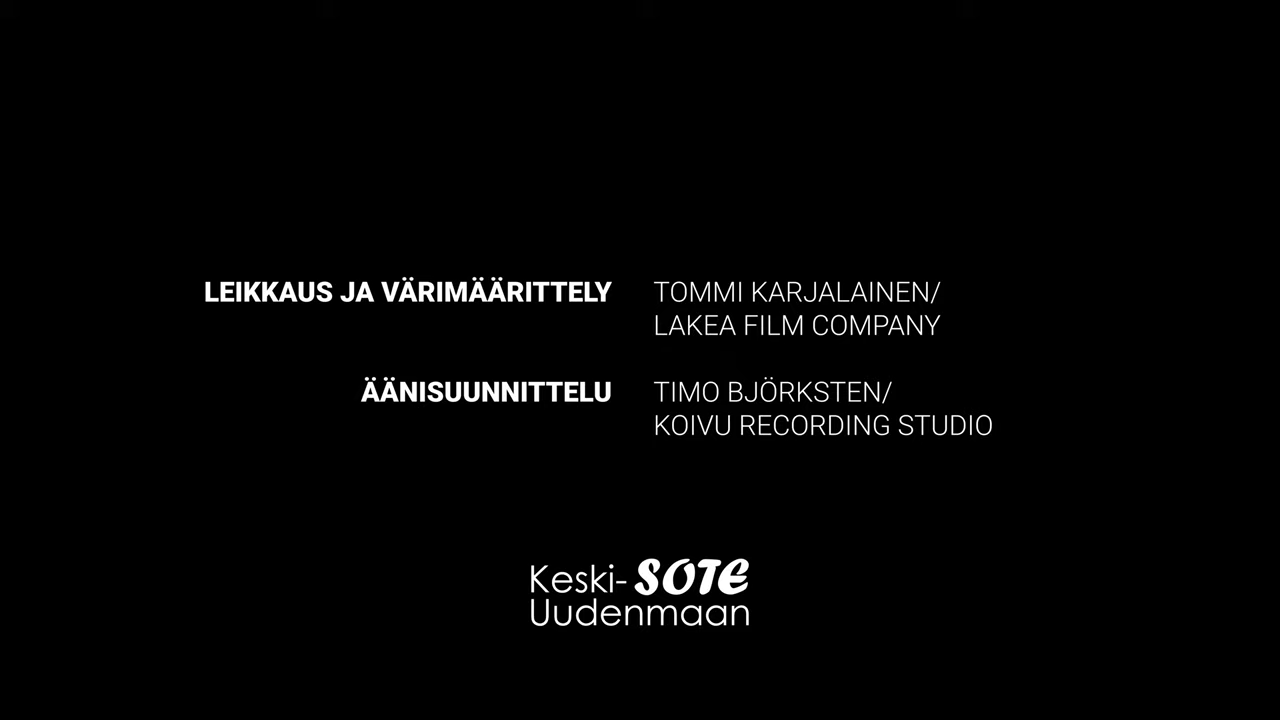 LEIKKAUS JA VÄRIMÄÄRITTELY TOMMI KARJALAINEN/
LAKEA FILM COMPANY
ÄÄNISUUNNITTELU TIMO BJÖRKSTEN/
KOIVU RECORDING STUDIO
Keski- SOTE
Uudenmaan